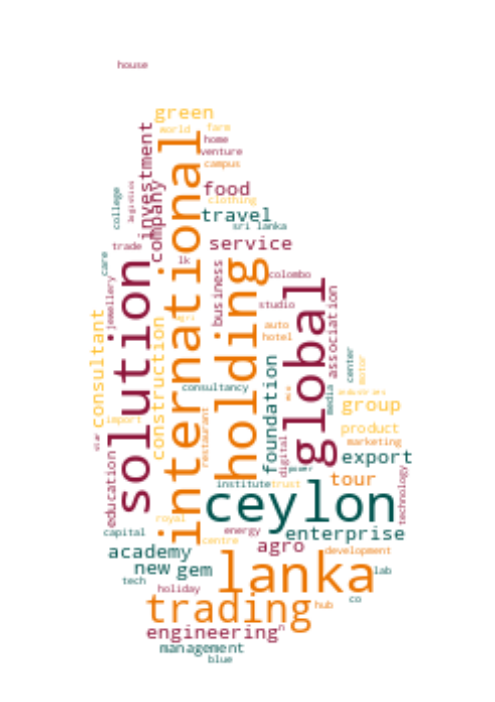 house
green
world
farm
home
venture
campus
investment
company
international
college
logistics
food
clothing
travel
sri lanka
service
trade
lk
care
jewellery
solution
business
holding
colombo
global
studio
association
auto
hotel
consultant
construction
agri
consultancy
foundation
center
motor
media
industries
group
import
restaurant
product
marketing
digital
export
power
education
institute
trust
tour
technology
ceylon
royal
capital
energy
enterprise
centre
agro
development
academy
new
gem
lanka
lab
tech
holiday
trading
hub
co
engineering
management
blue